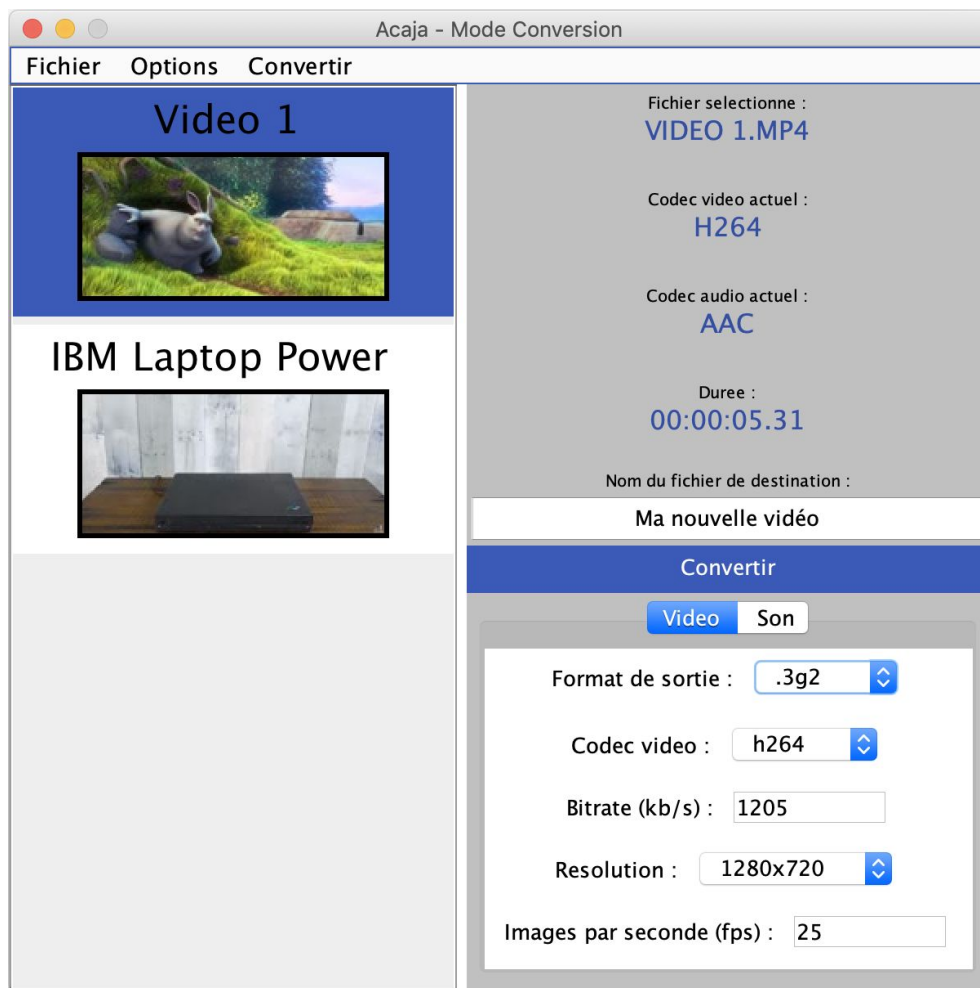 Acaja - Mode Conversion
Fichier Options Convertir
Video 1
IBM Laptop Power
Fichier selectionne :
VIDEO 1.MP4
Codec video actuel :
H264
Codec audio actuel :
AAC
Duree :
00:00:05.31
Nom du fichier de destination :
Ma nouvelle vidéo
Convertir
Video Son
Format de sortie : .3g2
Codec video : h264
Bitrate (kb/s) : 1205
Resolution : 1280x720
Images par seconde (fps) : 25